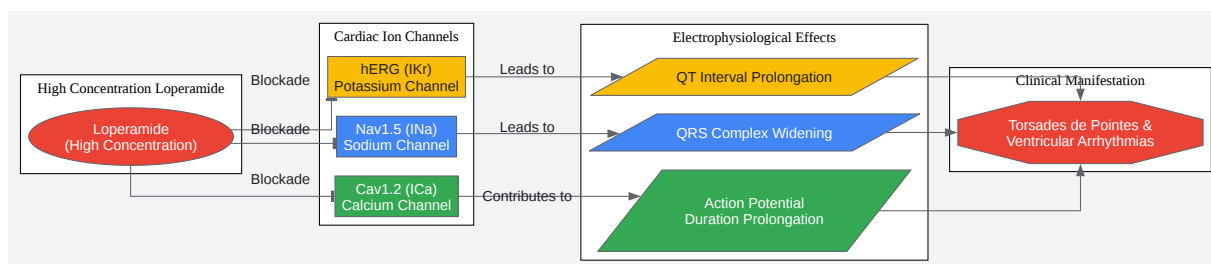 High Concentration Loperamide
Loperamide
(High Concentration)
Blockade
Blockade
Blockade
Cardiac Ion Channels
hERG (IKr)
Potassium Channel
Nav1.5 (INa)
Sodium Channel
Cav1.2 (ICa)
Calcium Channel
Leads to
Leads to
Contributes to
Electrophysiological Effects
QT Interval Prolongation
QRS Complex Widening
Action Potential
Duration Prolongation
Clinical Manifestation
Torsades de Pointes &
Ventricular Arrhythmias